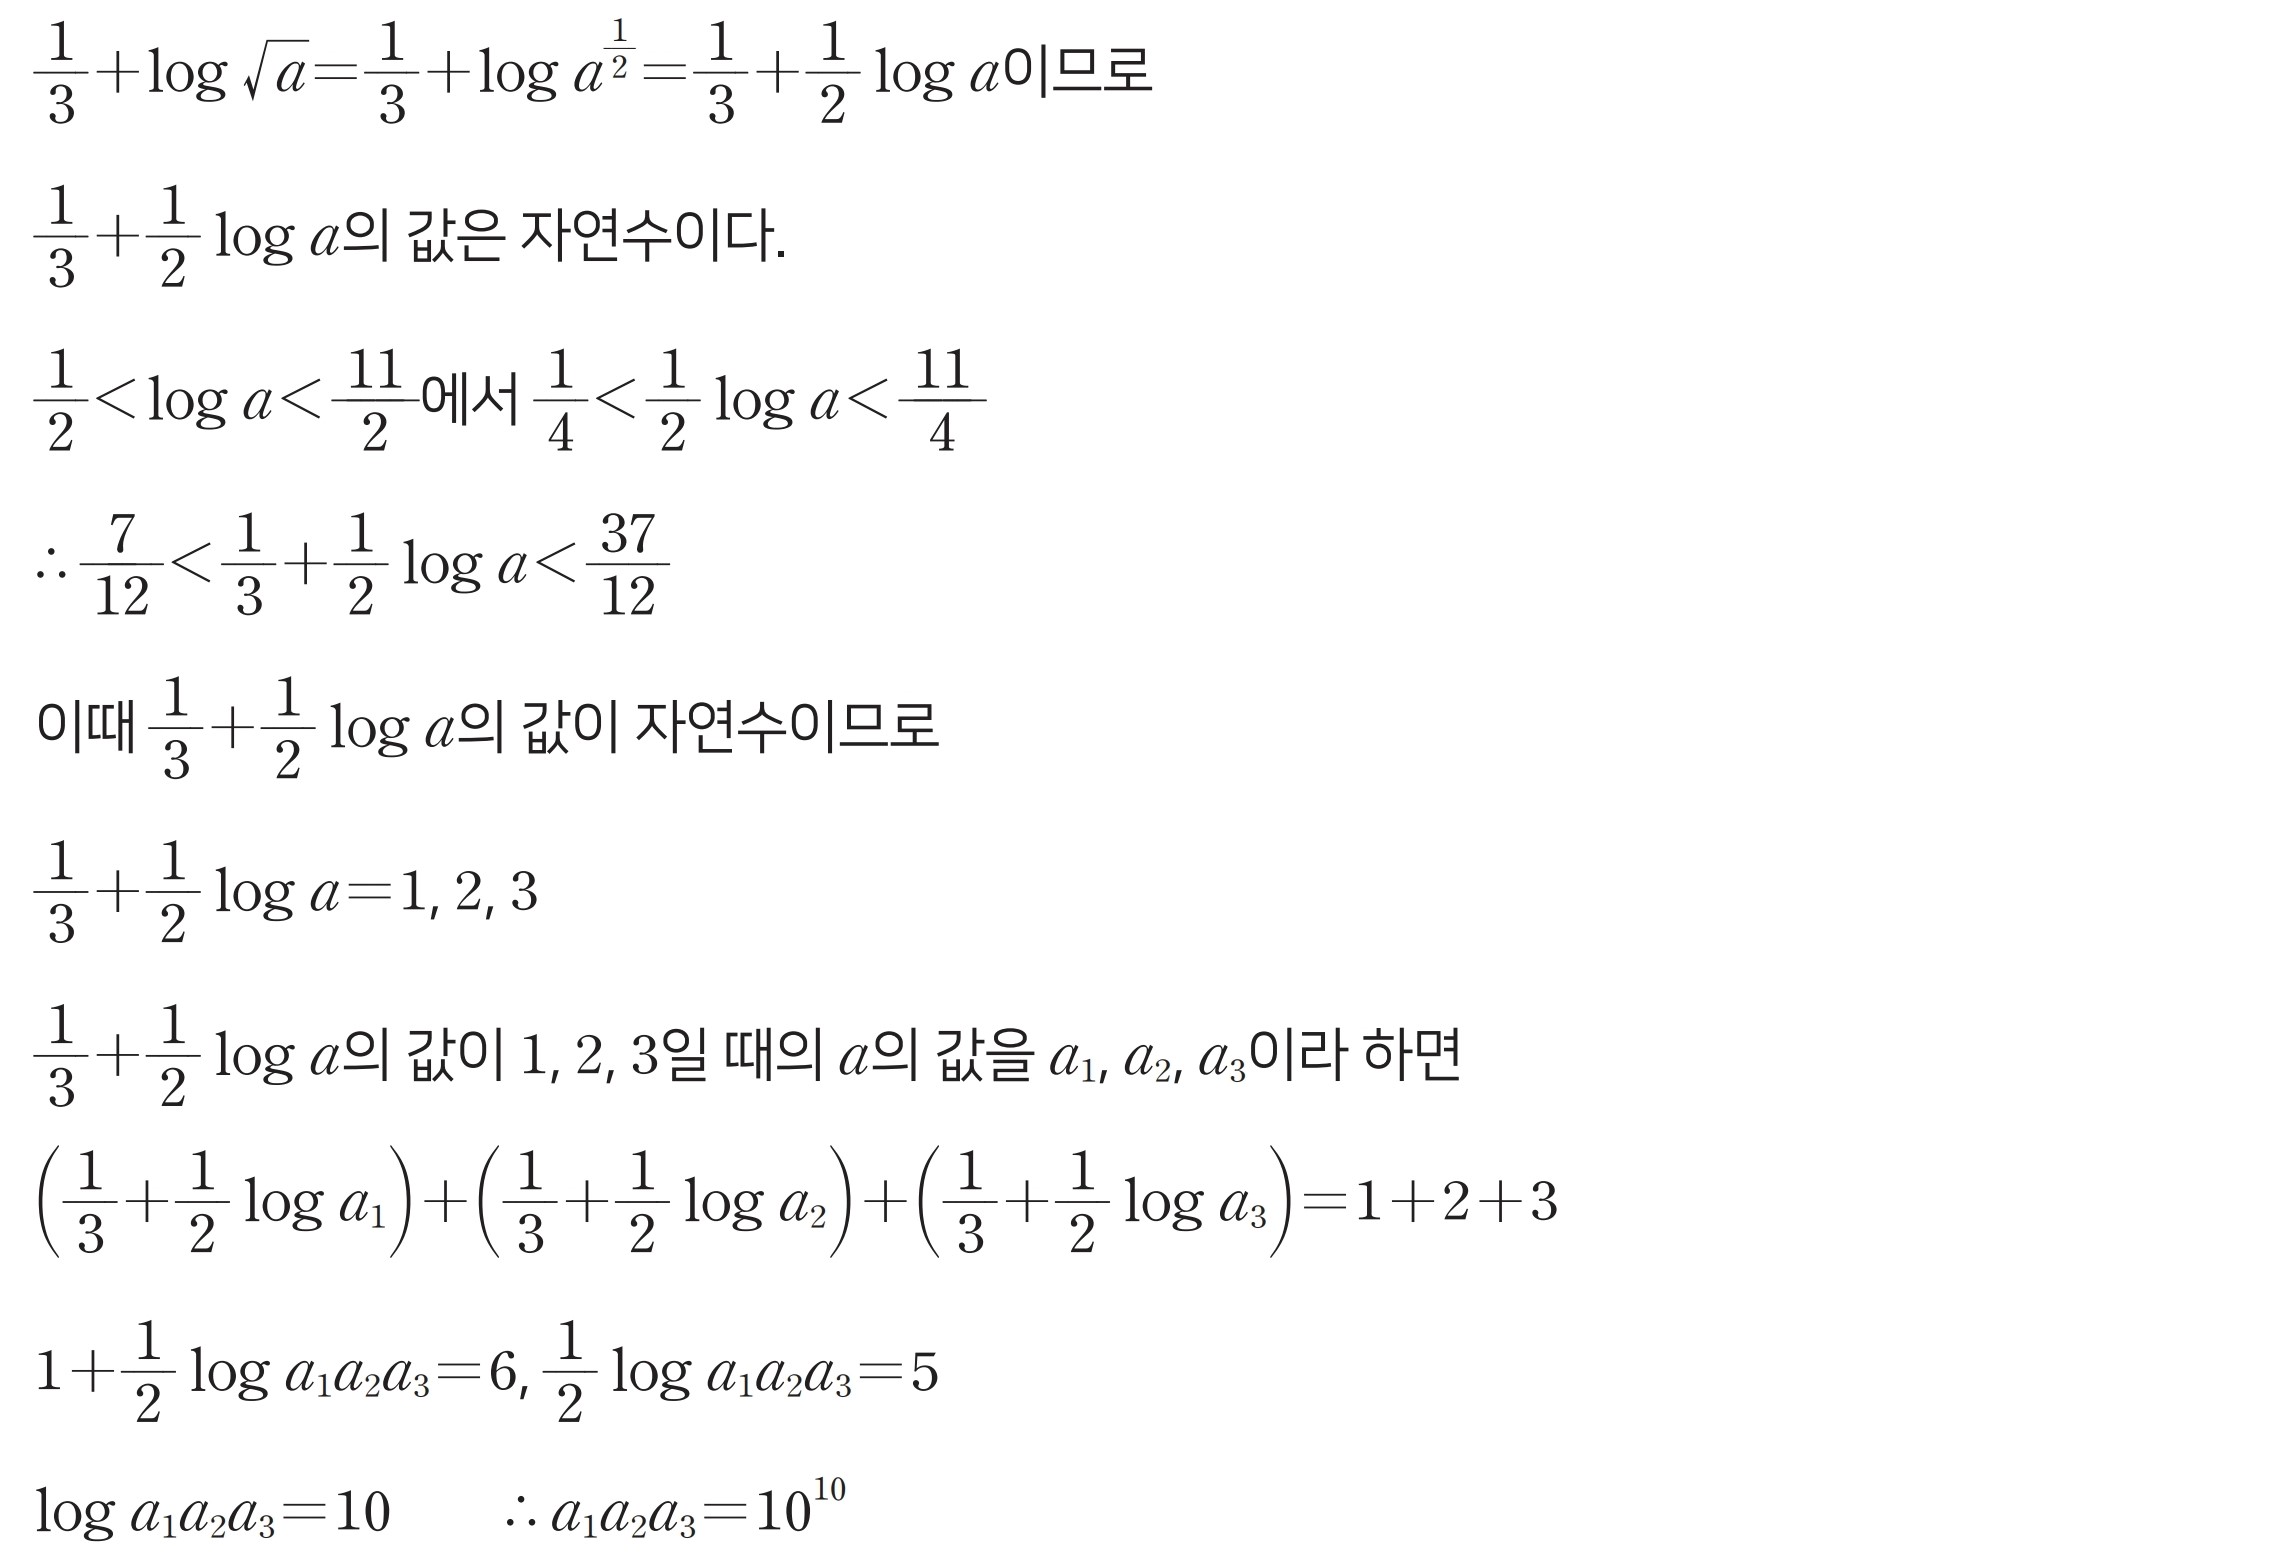 $\frac{1}{3}+\log\sqrt{a}=\frac{1}{3}+\log a^{\frac{1}{2}}=\frac{1}{3}+\frac{1}{2}\log a$이므로
$\frac{1}{3}+\frac{1}{2}\log a$의 값은 자연수이다.
$\frac{1}{2}<\log a<\frac{11}{2}$에서 $\frac{1}{4}<\frac{1}{2}\log a<\frac{11}{4}$
$\therefore \frac{7}{12}<\frac{1}{3}+\frac{1}{2}\log a<\frac{37}{12}$
이때 $\frac{1}{3}+\frac{1}{2}\log a$의 값이 자연수이므로
$\frac{1}{3}+\frac{1}{2}\log a=1, 2, 3$
$\frac{1}{3}+\frac{1}{2}\log a$의 값이 1, 2, 3일 때의 $a$의 값을 $a_1, a_2, a_3$이라 하면
$\left(\frac{1}{3}+\frac{1}{2}\log a_1\right)+\left(\frac{1}{3}+\frac{1}{2}\log a_2\right)+\left(\frac{1}{3}+\frac{1}{2}\log a_3\right)=1+2+3$
$1+\frac{1}{2}\log a_1a_2a_3=6, \frac{1}{2}\log a_1a_2a_3=5$
$\log a_1a_2a_3=10 \quad \therefore a_1a_2a_3=10^{10}$